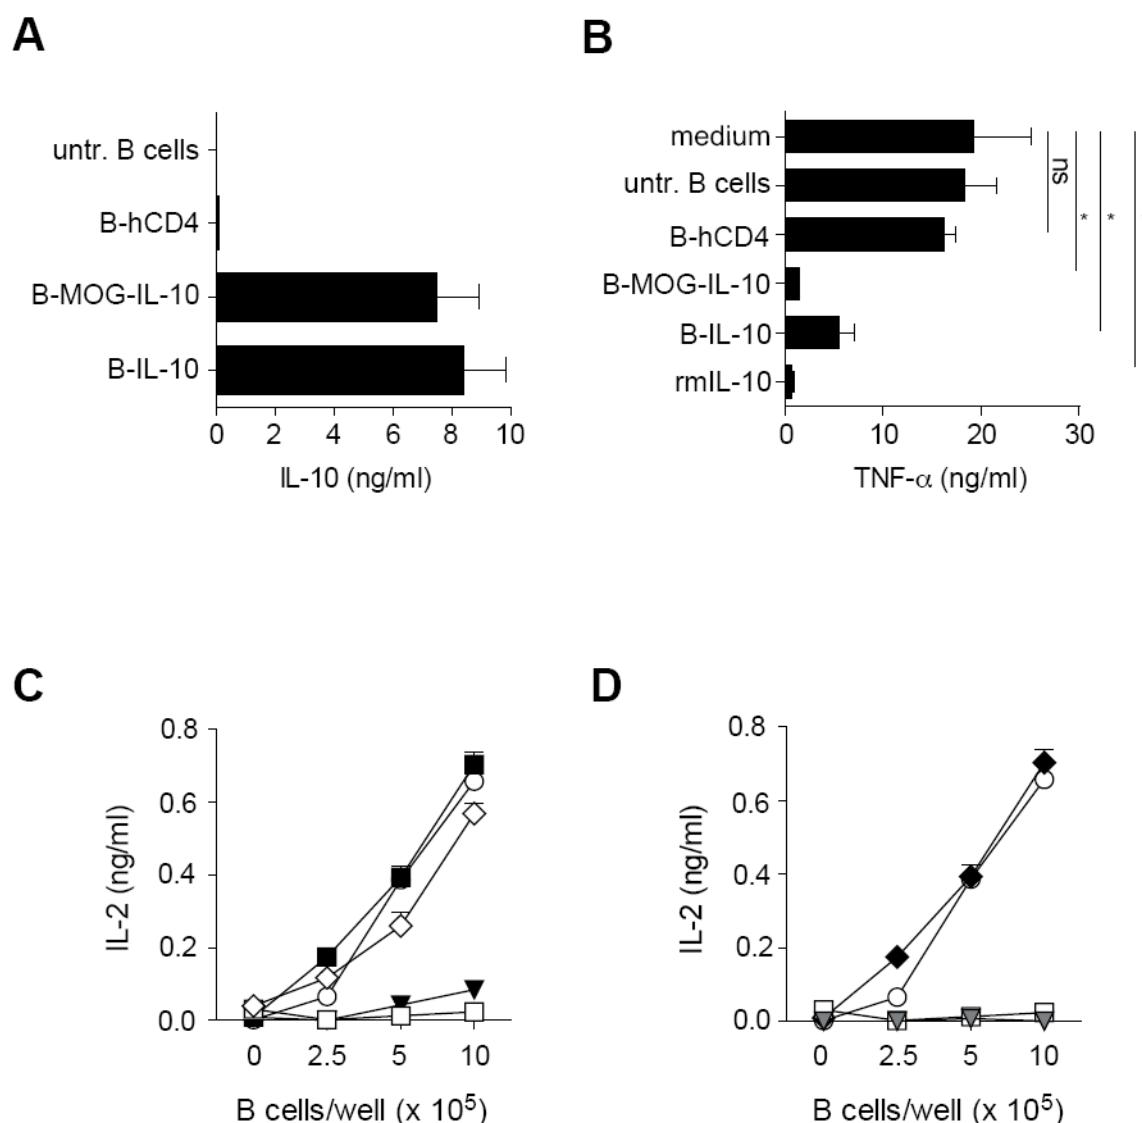 A
untr. B cells
B-hCD4
B-MOG-IL-10
B-IL-10
0 2 4 6 8 10
IL-10 (ng/ml)
B
medium
untr. B cells
B-hCD4
B-MOG-IL-10
B-IL-10
rmIL-10
ns
* *
0 10 20 30
TNF-α (ng/ml)
C
IL-2 (ng/ml)
0.8
0.6
0.4
0.2
0.0
0 2.5 5 10
B cells/well (x 10⁵)
D
IL-2 (ng/ml)
0.8
0.6
0.4
0.2
0.0
0 2.5 5 10
B cells/well (x 10⁵)